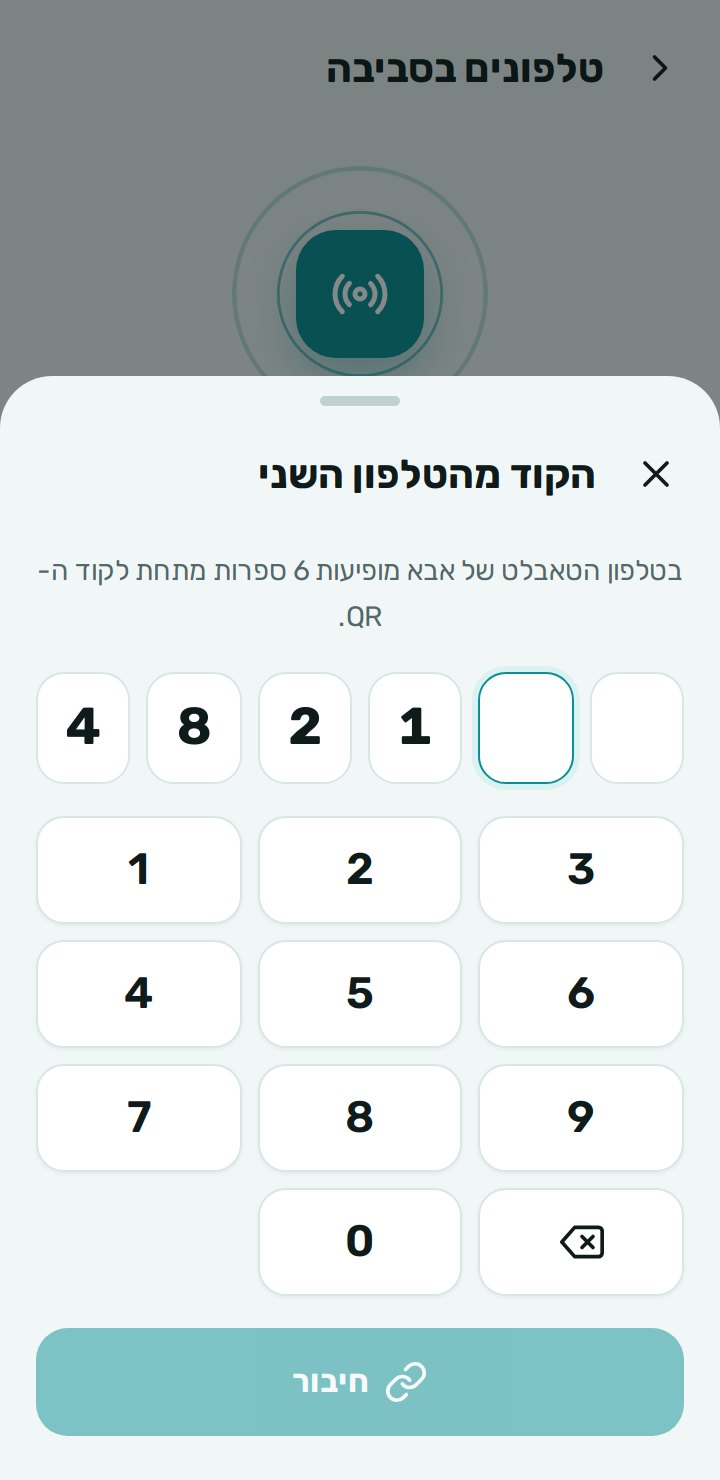 טלפונים בסביבה
הקוד מהטלפון השני
בטלפון הטאבלט של אבא מופיעות 6 ספרות מתחת לקוד ה-
QR.
4 8 2 1
1 2 3
4 5 6
7 8 9
0
חיבור